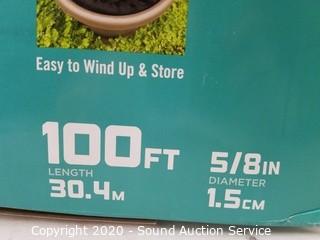 Easy to Wind Up & Store
100FT
LENGTH
30.4M
5/8IN
DIAMETER
1.5CM
Copyright © 2020 - Sound Auction Service